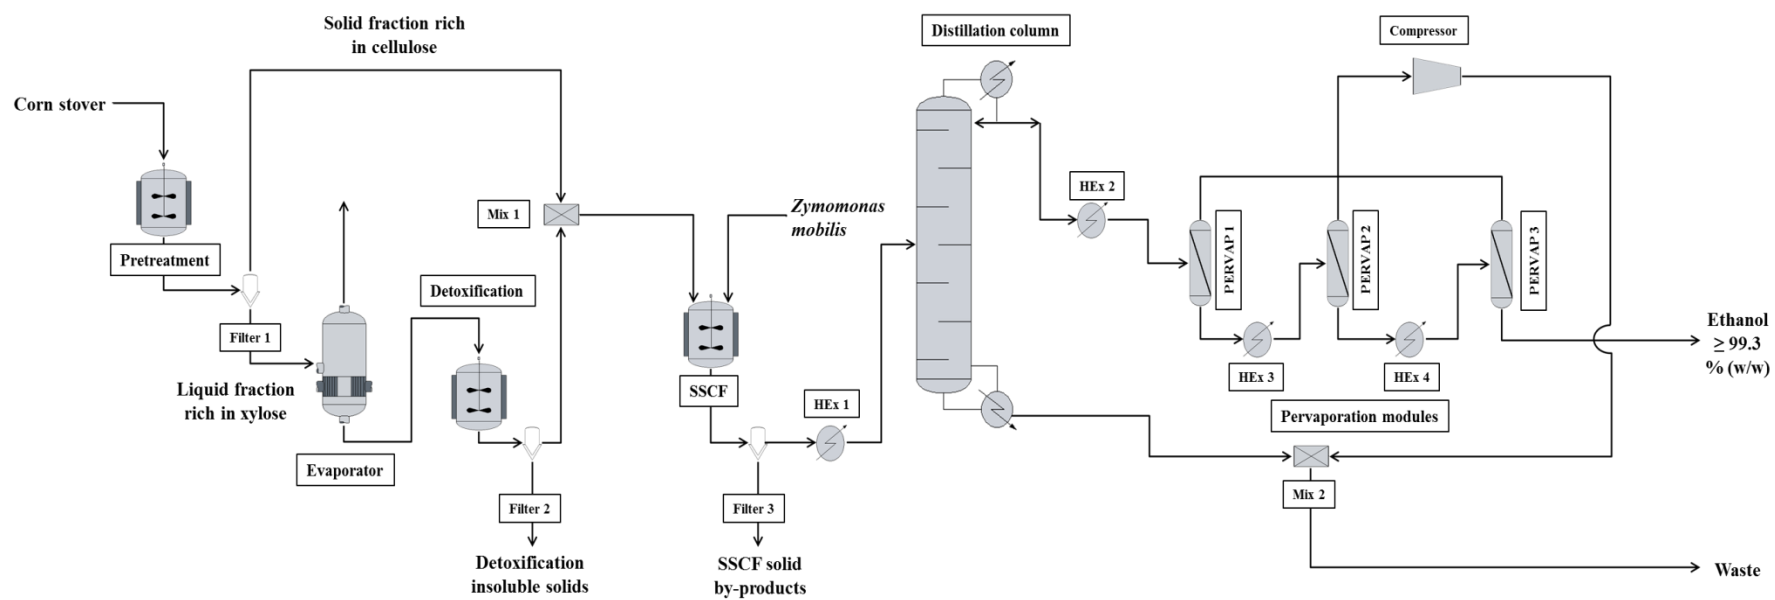 Solid fraction rich
in cellulose
Distillation column
Compressor
Corn stover
HEx 2
Mix 1
Zymomonas
mobilis
PERVAP 1
PERVAP 2
PERVAP 3
Pretreatment
Detoxification
Filter 1
Liquid fraction
rich in xylose
SSCF
HEx 1
HEx 3
HEx 4
Ethanol
≥ 99.3
% (w/w)
Pervaporation modules
Evaporator
Mix 2
Filter 2
Filter 3
Detoxification
insoluble solids
SSCF solid
by-products
Waste